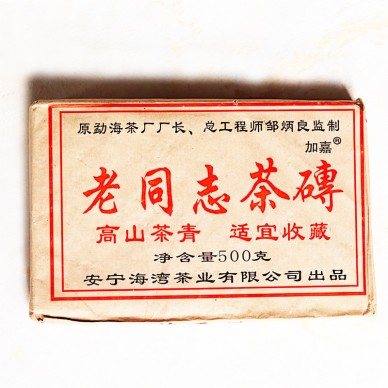 原勐海茶厂厂长、总工程师邹炳良监制
加嘉®
老同志茶磚
高山茶青 适宜收藏
净含量500克
安宁海湾茶业有限公司出品